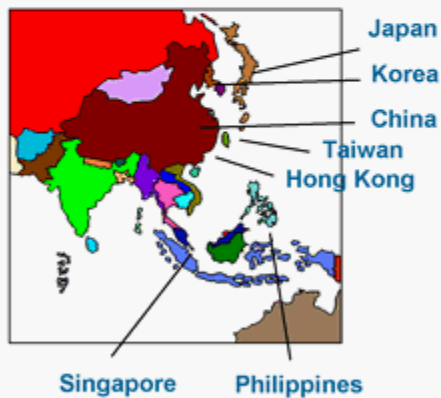 Japan
Korea
China
Taiwan
Hong Kong
Singapore
Philippines